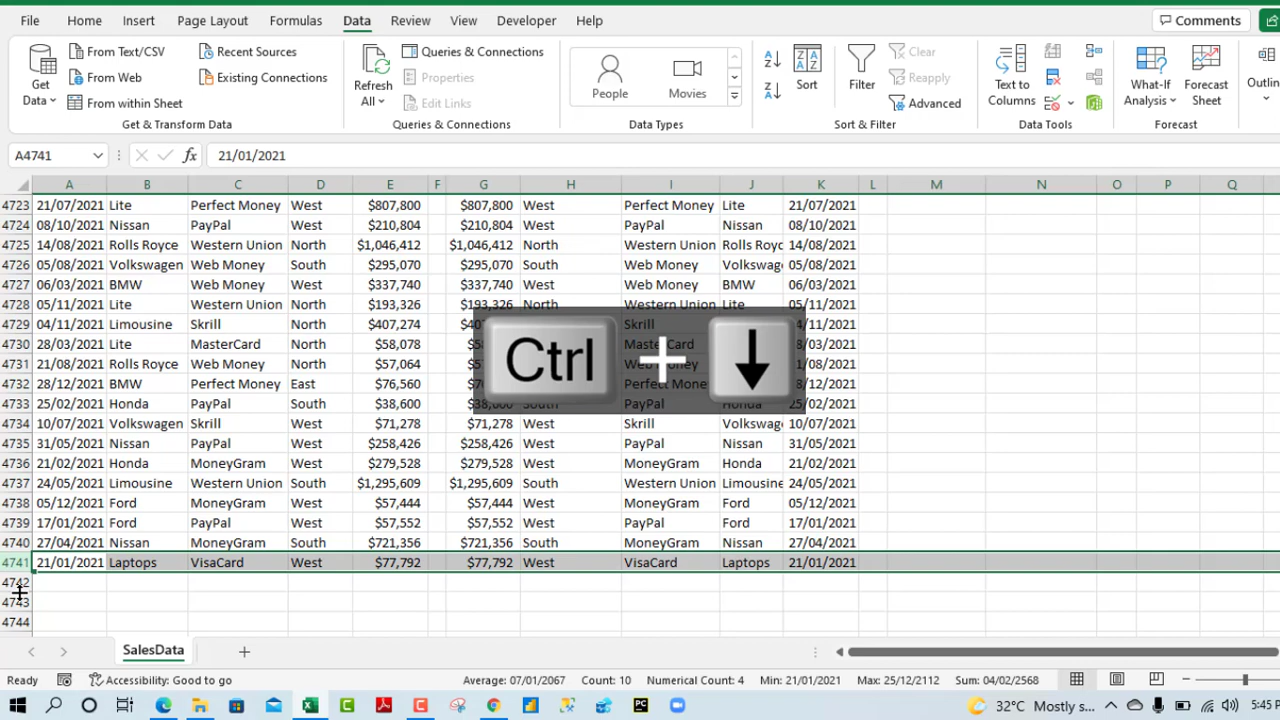 File Home Insert Page Layout Formulas Data Review View Developer Help Comments Share
Get Data
From Text/CSV
From Web
From within Sheet
Recent Sources
Existing Connections
Get & Transform Data
Refresh All
Queries & Connections
Properties
Edit Links
Queries & Connections
People
Movies
Data Types
Sort
Filter
Clear
Reapply
Advanced
Sort & Filter
Text to Columns
Data Tools
What-If Analysis
Forecast Sheet
Forecast
Outlin
A4741 fx 21/01/2021
A B C D E F G H I J K L M N O P Q
4723 21/07/2021 Lite Perfect Money West $807,800 $807,800 West Perfect Money Lite 21/07/2021
4724 08/10/2021 Nissan PayPal West $210,804 $210,804 West PayPal Nissan 08/10/2021
4725 14/08/2021 Rolls Royce Western Union North $1,046,412 $1,046,412 North Western Union Rolls Royc 14/08/2021
4726 05/08/2021 Volkswagen Web Money South $295,070 $295,070 South Web Money Volkswag 05/08/2021
4727 06/03/2021 BMW Web Money West $337,740 $337,740 West Web Money BMW 06/03/2021
4728 05/11/2021 Lite Western Union North $193,326 $193,326 North Western Union Lite 05/11/2021
4729 04/11/2021 Limousine Skrill North $407,274 Skrill
4730 28/03/2021 Lite MasterCard North $58,078 MasterCard
4731 21/08/2021 Rolls Royce Web Money North $57,064 Web Money
4732 28/12/2021 BMW Perfect Money East $76,560 Perfect Mone
4733 25/02/2021 Honda PayPal South $38,600 $38,600 South PayPal Honda 25/02/2021
4734 10/07/2021 Volkswagen Skrill West $71,278 $71,278 West Skrill Volkswag 10/07/2021
4735 31/05/2021 Nissan PayPal West $258,426 $258,426 West PayPal Nissan 31/05/2021
4736 21/02/2021 Honda MoneyGram West $279,528 $279,528 West MoneyGram Honda 21/02/2021
4737 24/05/2021 Limousine Western Union South $1,295,609 $1,295,609 South Western Union Limousine 24/05/2021
4738 05/12/2021 Ford MoneyGram West $57,444 $57,444 West MoneyGram Ford 05/12/2021
4739 17/01/2021 Ford PayPal West $57,552 $57,552 West PayPal Ford 17/01/2021
4740 27/04/2021 Nissan MoneyGram South $721,356 $721,356 South MoneyGram Nissan 27/04/2021
4741 21/01/2021 Laptops VisaCard West $77,792 $77,792 West VisaCard Laptops 21/01/2021
4742
4743
4744
Ctrl + ↓
SalesData
Ready Accessibility: Good to go Average: 07/01/2067 Count: 10 Numerical Count: 4 Min: 21/01/2021 Max: 25/12/2112 Sum: 04/02/2568
32°C Mostly s... 5:45 P